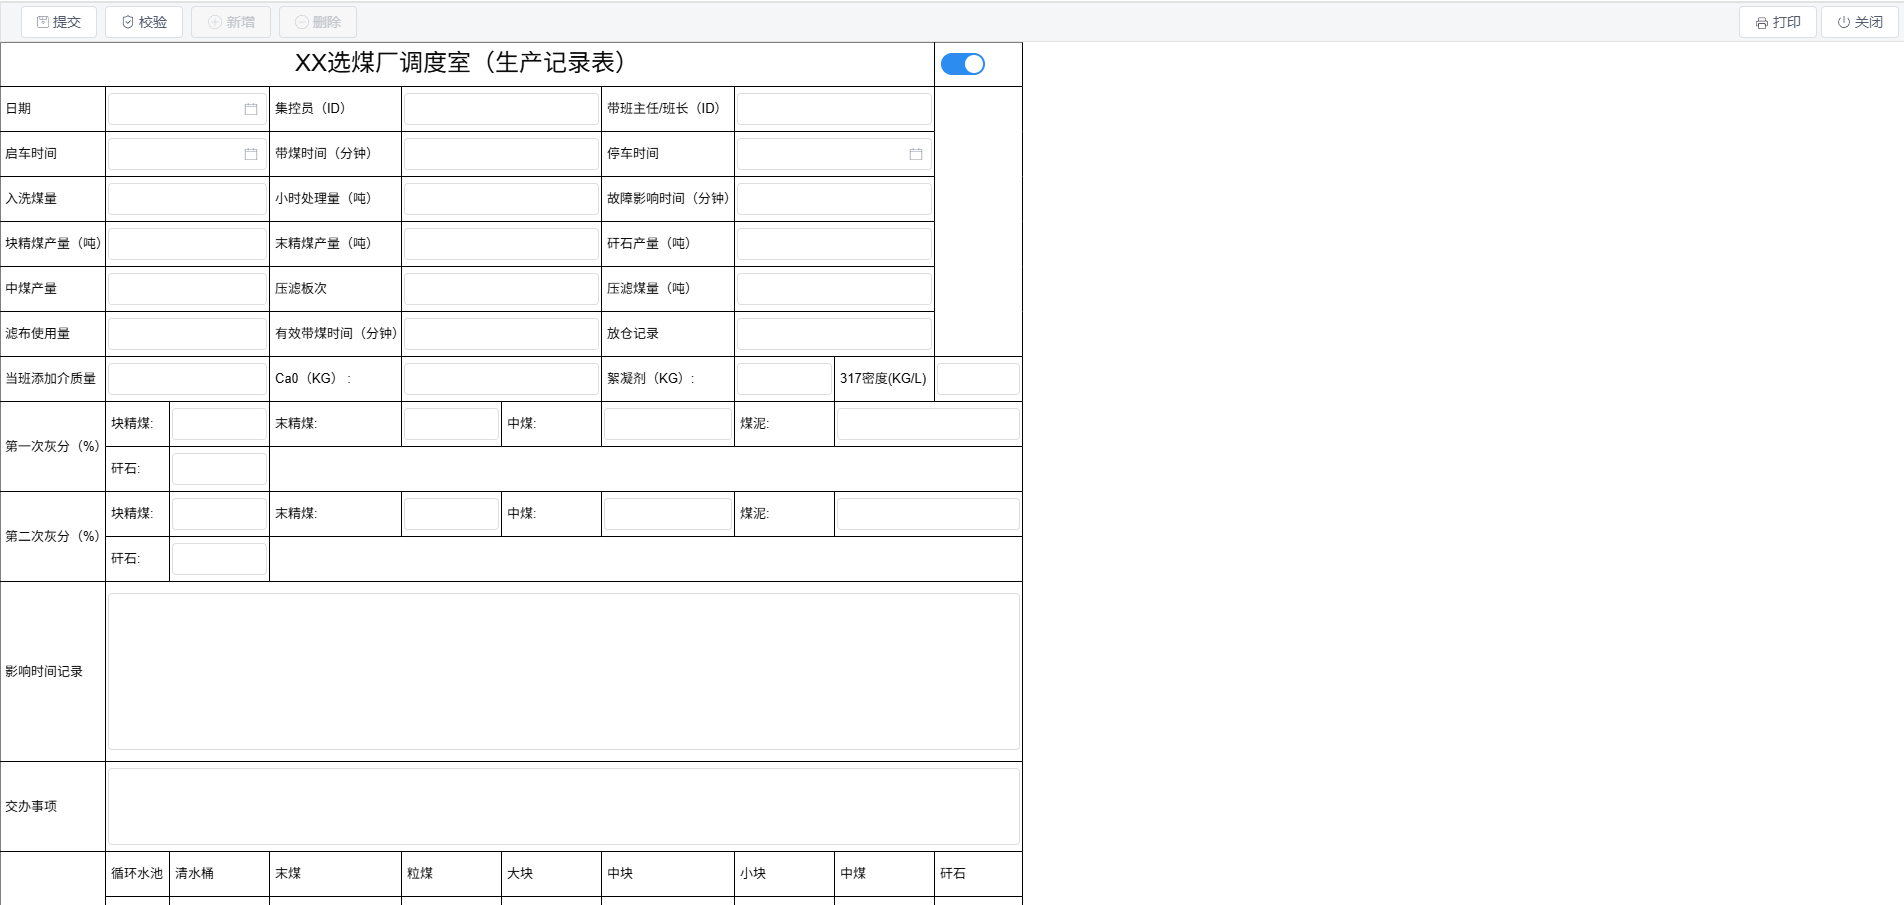 提交 校验 新增 删除 打印 关闭
XX选煤厂调度室（生产记录表）
日期 集控员（ID） 带班主任/班长（ID）
启车时间 带煤时间（分钟） 停车时间
入洗煤量 小时处理量（吨） 故障影响时间（分钟）
块精煤产量（吨） 末精煤产量（吨） 矸石产量（吨）
中煤产量 压滤板次 压滤煤量（吨）
滤布使用量 有效带煤时间（分钟） 放仓记录
当班添加介质量 Ca0（KG）: 絮凝剂（KG）: 317密度(KG/L)
第一次灰分（%） 块精煤: 末精煤: 中煤: 煤泥:
矸石:
第二次灰分（%） 块精煤: 末精煤: 中煤: 煤泥:
矸石:
影响时间记录
交办事项
循环水池 清水桶 末煤 粒煤 大块 中块 小块 中煤 矸石